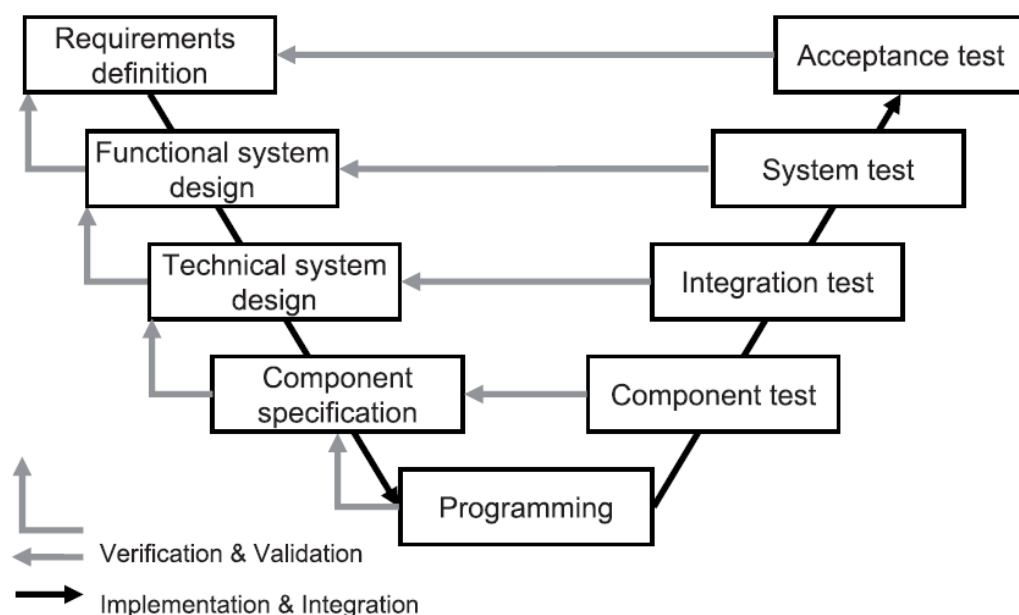 Requirements
definition
Acceptance test
Functional system
design
System test
Technical system
design
Integration test
Component
specification
Component test
Programming
Verification & Validation
Implementation & Integration